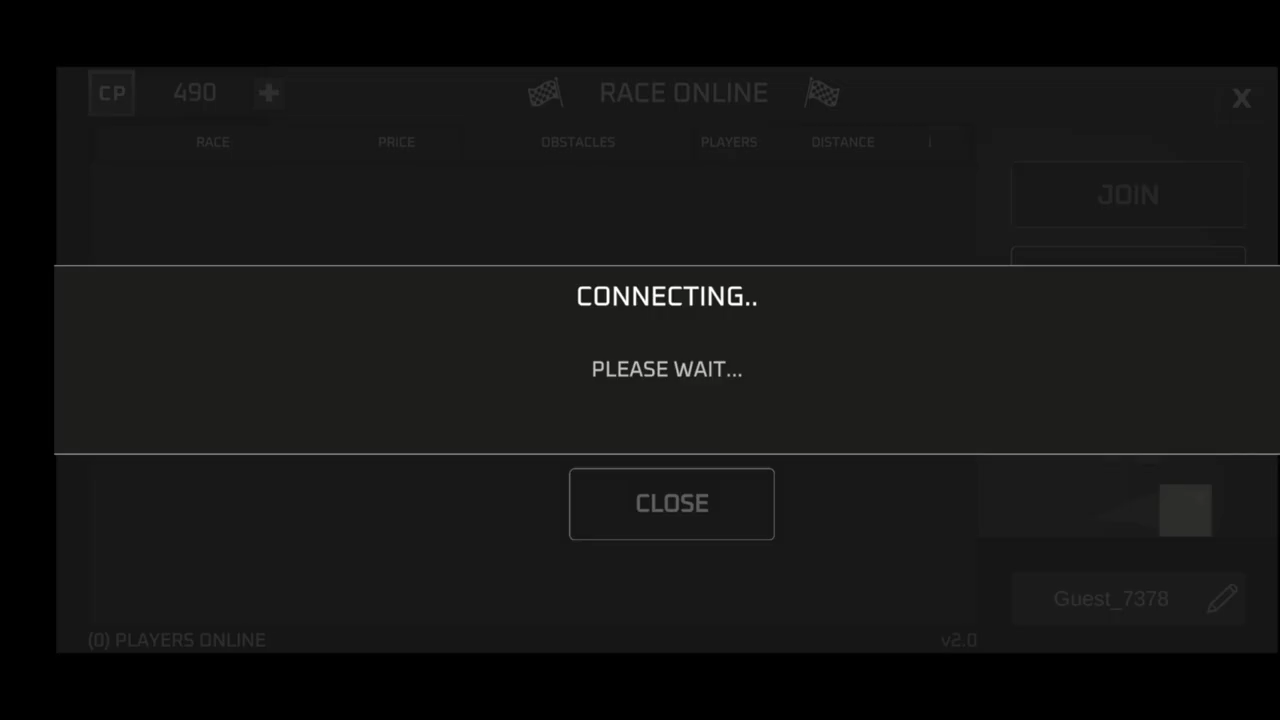 CP 490 + RACE ONLINE X
RACE PRICE OBSTACLES PLAYERS DISTANCE
JOIN
CONNECTING..
PLEASE WAIT...
CLOSE
Guest_7378
(0) PLAYERS ONLINE v2.0